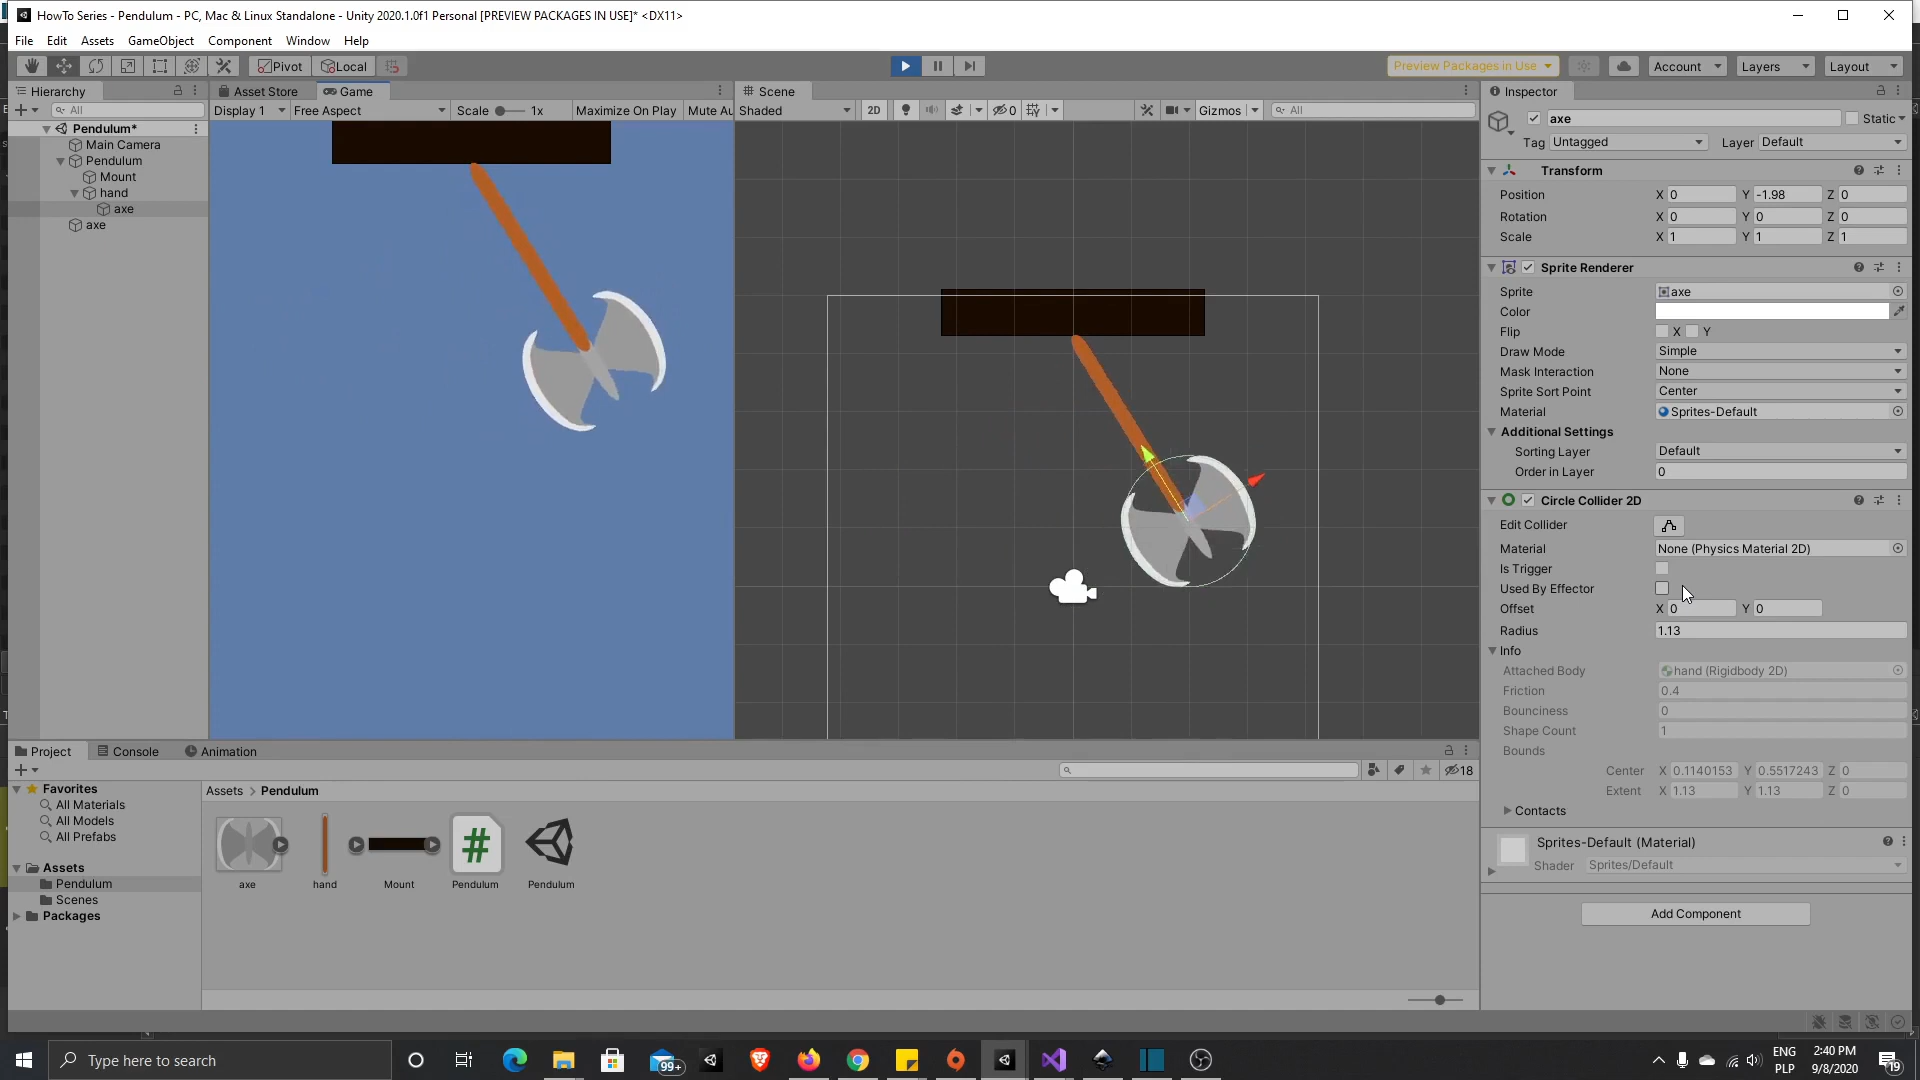 HowTo Series - Pendulum - PC, Mac & Linux Standalone - Unity 2020.1.0f1 Personal [PREVIEW PACKAGES IN USE]* <DX11>
File Edit Assets GameObject Component Window Help
Pivot Local Preview Packages in Use Account Layers Layout
Hierarchy Asset Store Game Scene Inspector
All Display 1 Free Aspect Scale 1x Maximize On Play Mute Au Shaded 2D 0 Gizmos All
axe Static
Pendulum*
Main Camera
Pendulum
Mount
hand
axe
axe
Tag Untagged Layer Default
Transform
Position X 0 Y -1.98 Z 0
Rotation X 0 Y 0 Z 0
Scale X 1 Y 1 Z 1
Sprite Renderer
Sprite axe
Color
Flip X Y
Draw Mode Simple
Mask Interaction None
Sprite Sort Point Center
Material Sprites-Default
Additional Settings
Sorting Layer Default
Order in Layer 0
Circle Collider 2D
Edit Collider
Material None (Physics Material 2D)
Is Trigger
Used By Effector
Offset X 0 Y 0
Radius 1.13
Info
Attached Body hand (Rigidbody 2D)
Friction 0.4
Bounciness 0
Shape Count 1
Bounds
Center X 0.1140153 Y 0.5517243 Z 0
Extent X 1.13 Y 1.13 Z 0
Contacts
Sprites-Default (Material)
Shader Sprites/Default
Add Component
Project Console Animation
18
Favorites
All Materials
All Models
All Prefabs
Assets
Pendulum
Scenes
Packages
Assets > Pendulum
#
axe hand Mount Pendulum Pendulum
Type here to search
99+
ENG
PLP
2:40 PM
9/8/2020
19